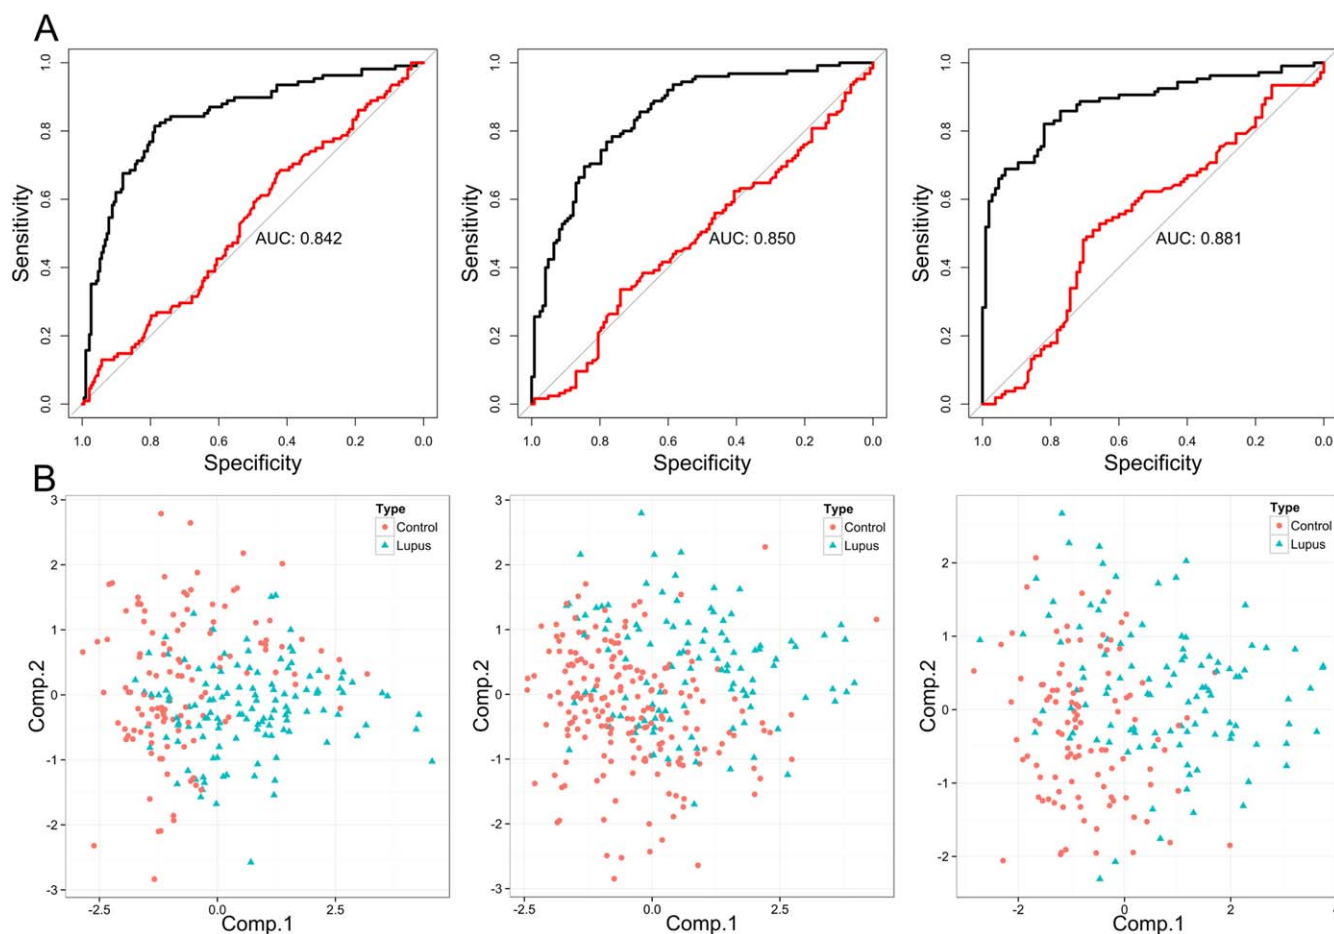 A
Sensitivity
1.0
0.8
0.6
0.4
0.2
0.0
AUC: 0.842
1.0 0.8 0.6 0.4 0.2 0.0
Specificity
Sensitivity
1.0
0.8
0.6
0.4
0.2
0.0
AUC: 0.850
1.0 0.8 0.6 0.4 0.2 0.0
Specificity
Sensitivity
1.0
0.8
0.6
0.4
0.2
0.0
AUC: 0.881
1.0 0.8 0.6 0.4 0.2 0.0
Specificity
B
Comp.2
3
2
1
0
-1
-2
-3
Type
Control
Lupus
-2.5 0.0 2.5
Comp.1
Comp.2
3
2
1
0
-1
-2
-3
Type
Control
Lupus
-2.5 0.0 2.5
Comp.1
Comp.2
2
1
0
-1
-2
Type
Control
Lupus
-2 0 2
Comp.1